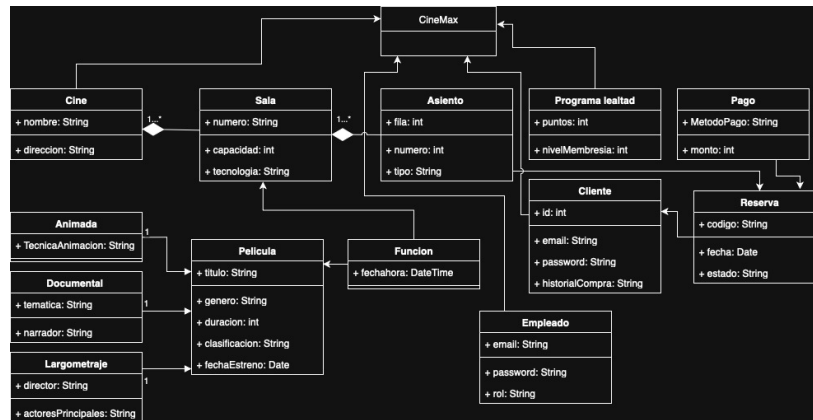 CineMax
Cine
+ nombre: String
+ direccion: String
1...*
Sala
+ numero: String
+ capacidad: int
+ tecnologia: String
1...*
Asiento
+ fila: int
+ numero: int
+ tipo: String
Programa lealtad
+ puntos: int
+ nivelMembresia: int
Pago
+ MetodoPago: String
+ monto: int
Cliente
+ id: int
+ email: String
+ password: String
+ historialCompra: String
Reserva
+ codigo: String
+ fecha: Date
+ estado: String
Animada
+ TecnicaAnimacion: String
1
Documental
+ tematica: String
+ narrador: String
1
Largometraje
+ director: String
+ actoresPrincipales: String
1
Pelicula
+ titulo: String
+ genero: String
+ duracion: int
+ clasificacion: String
+ fechaEstreno: Date
Funcion
+ fechahora: DateTime
Empleado
+ email: String
+ password: String
+ rol: String